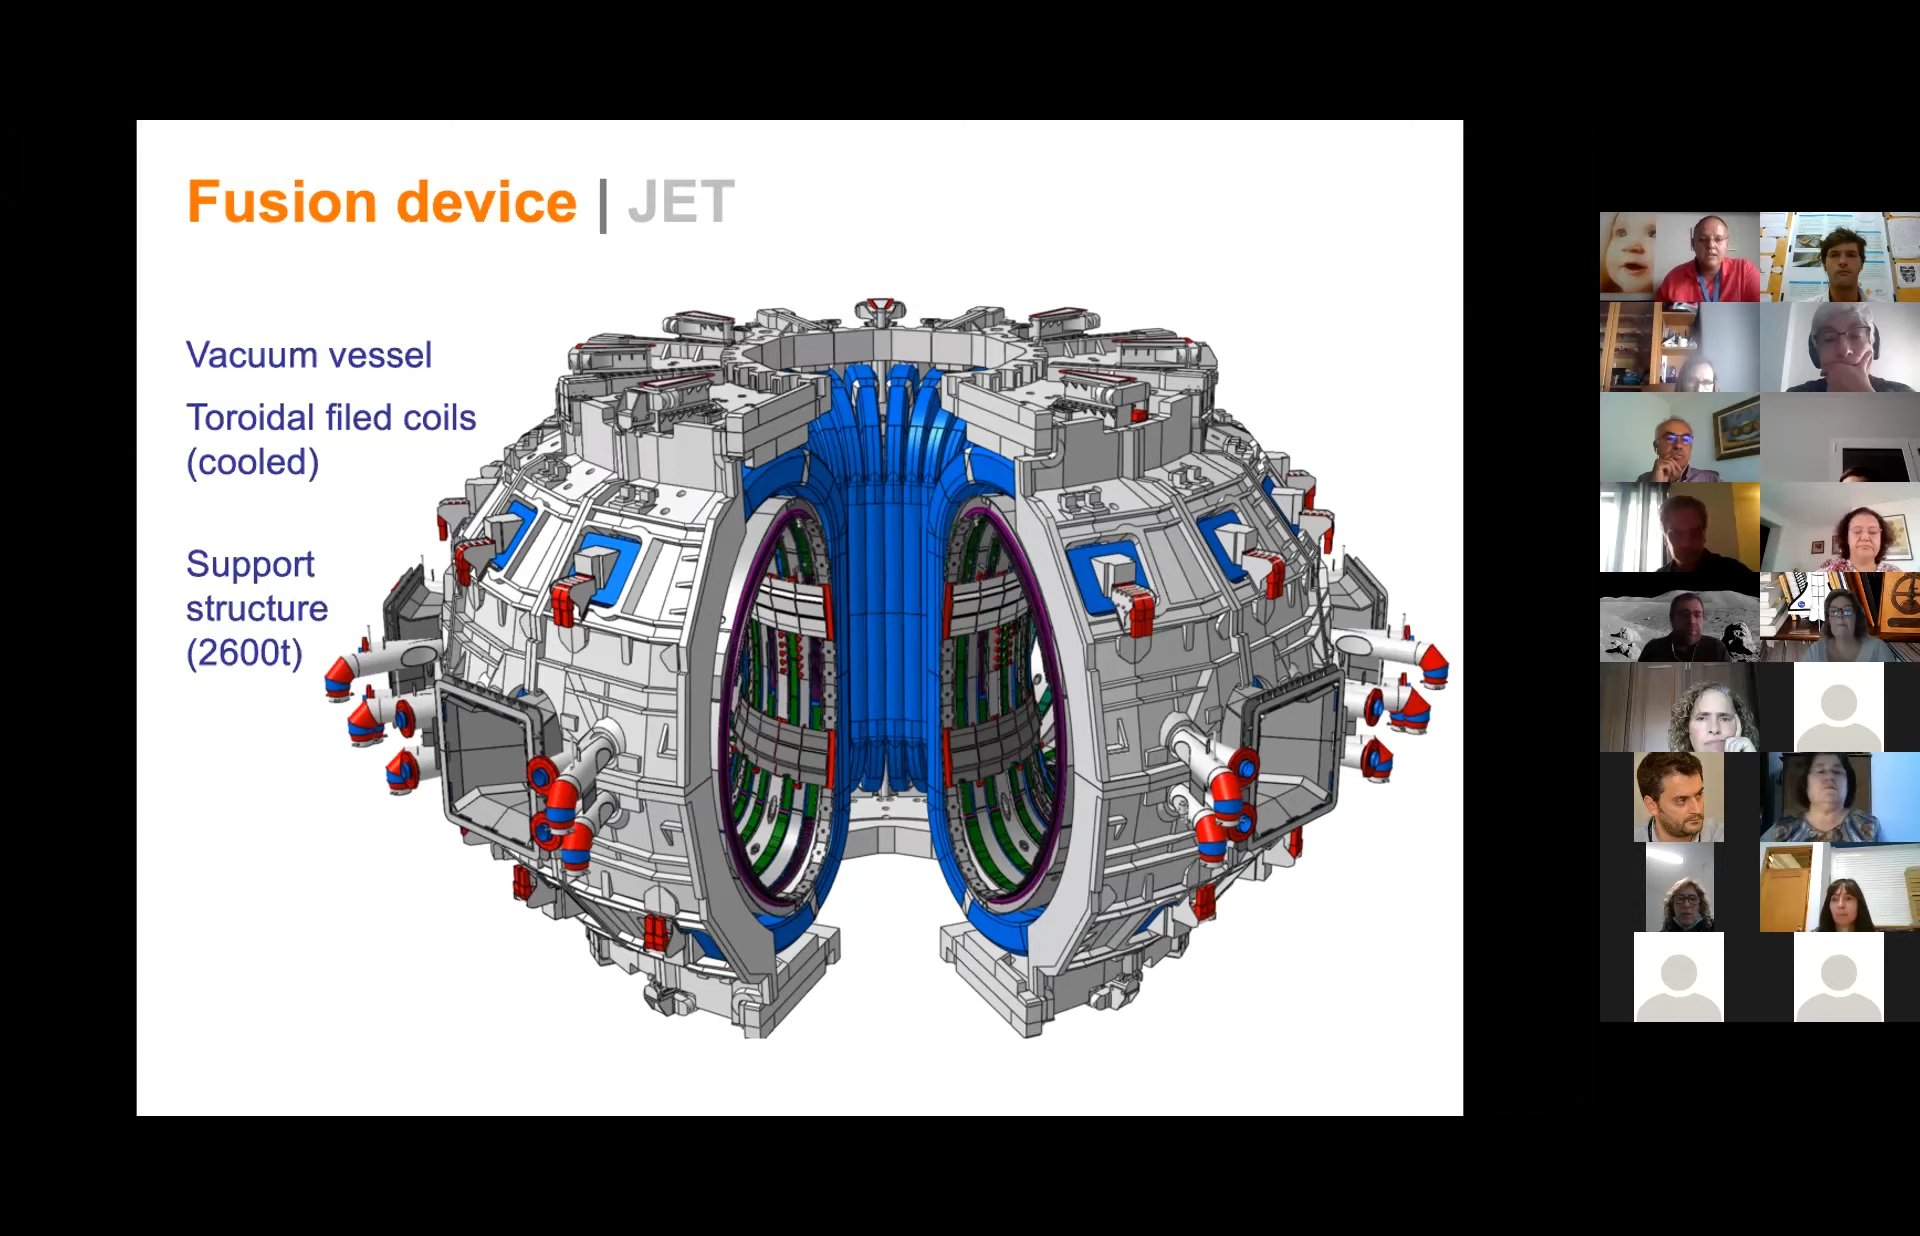 Fusion device | JET
Vacuum vessel
Toroidal filed coils
(cooled)
Support
structure
(2600t)